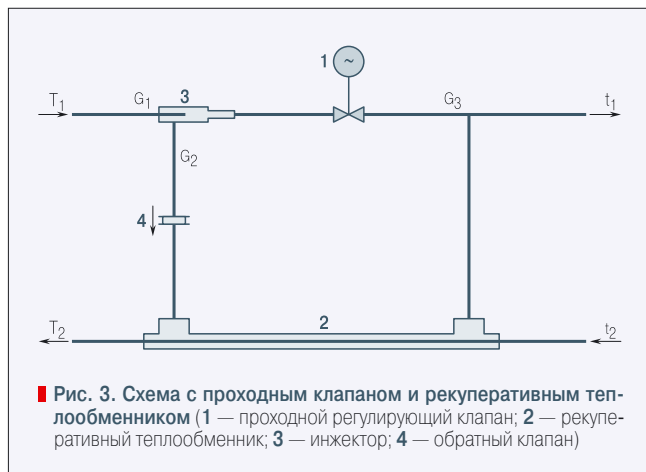 1 ~
T₁ G₁ 3 G₃ t₁
G₂
4
T₂ 2 t₂
Рис. 3. Схема с проходным клапаном и рекуперативным теп-
лообменником (1 — проходной регулирующий клапан; 2 — рекупе-
ративный теплообменник; 3 — инжектор; 4 — обратный клапан)